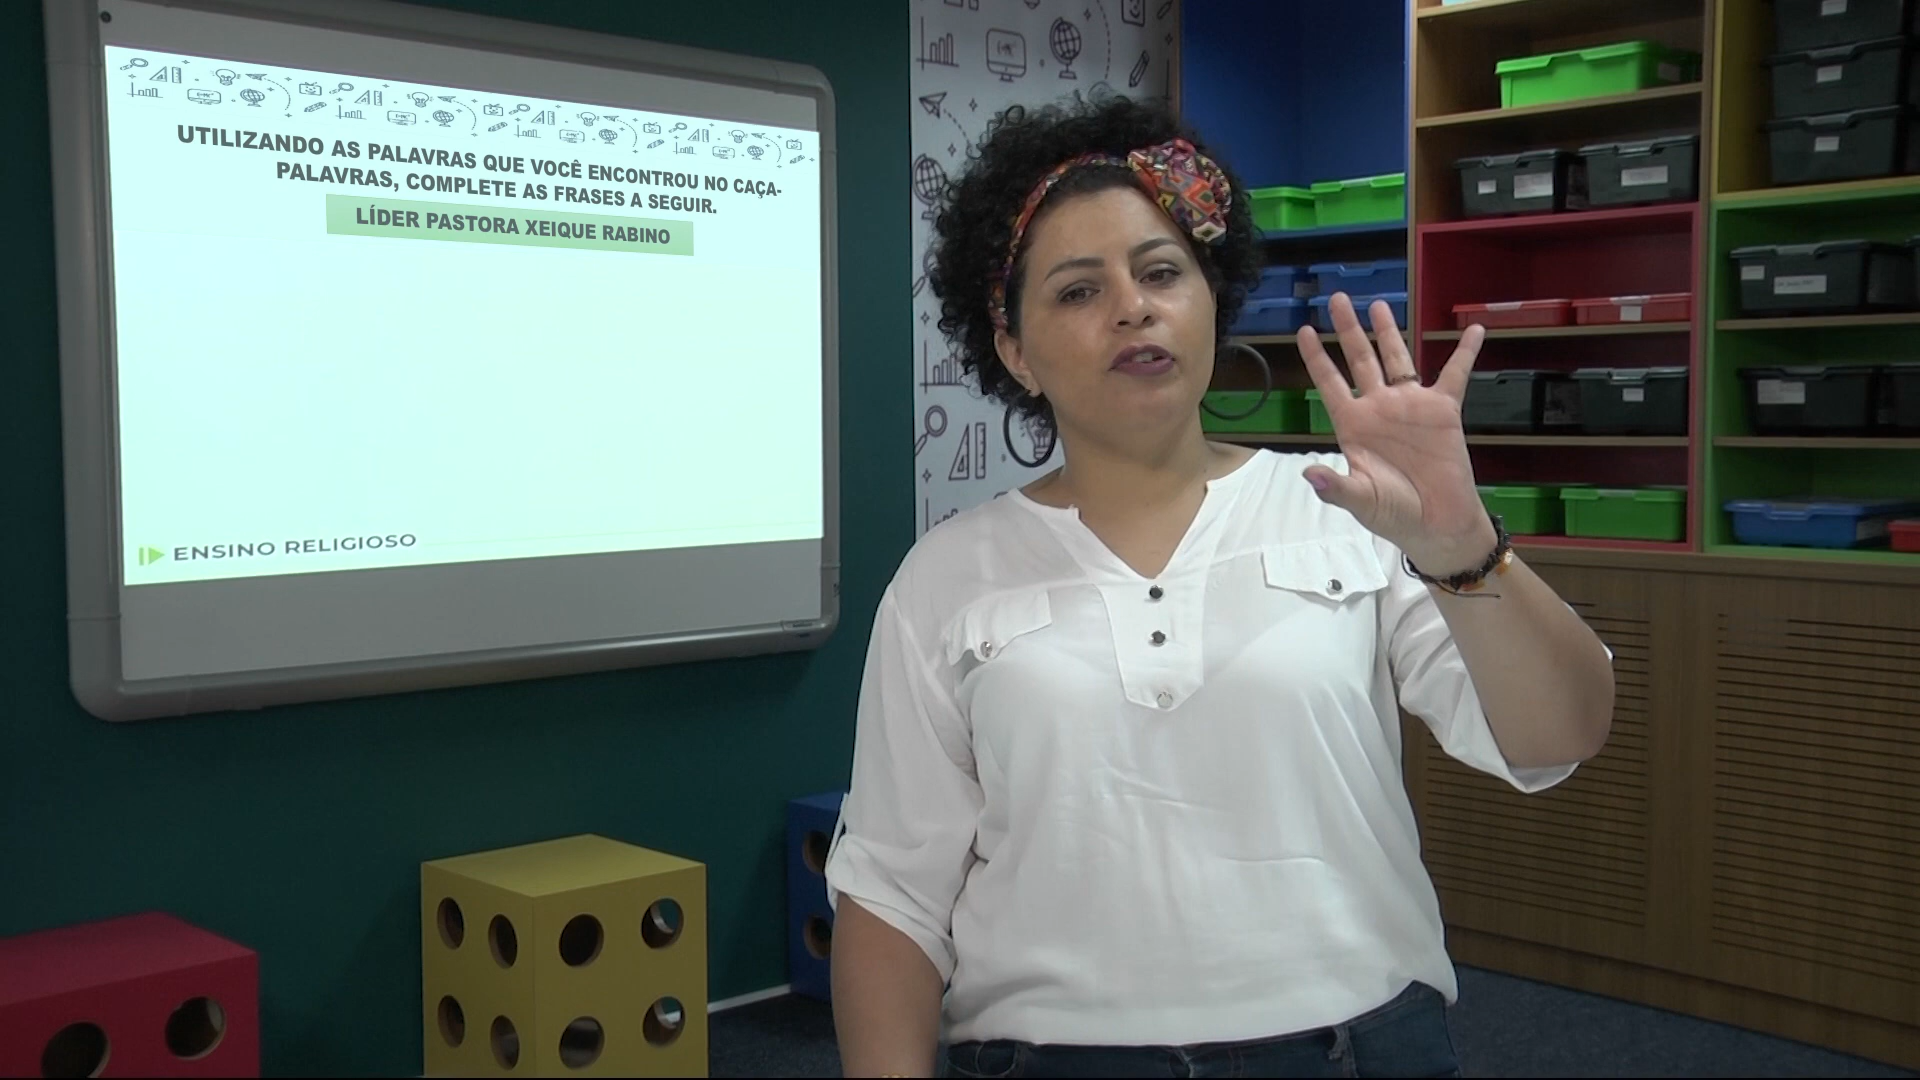 UTILIZANDO AS PALAVRAS QUE VOCÊ ENCONTROU NO CAÇA-
PALAVRAS, COMPLETE AS FRASES A SEGUIR.
LÍDER PASTORA XEIQUE RABINO
ENSINO RELIGIOSO